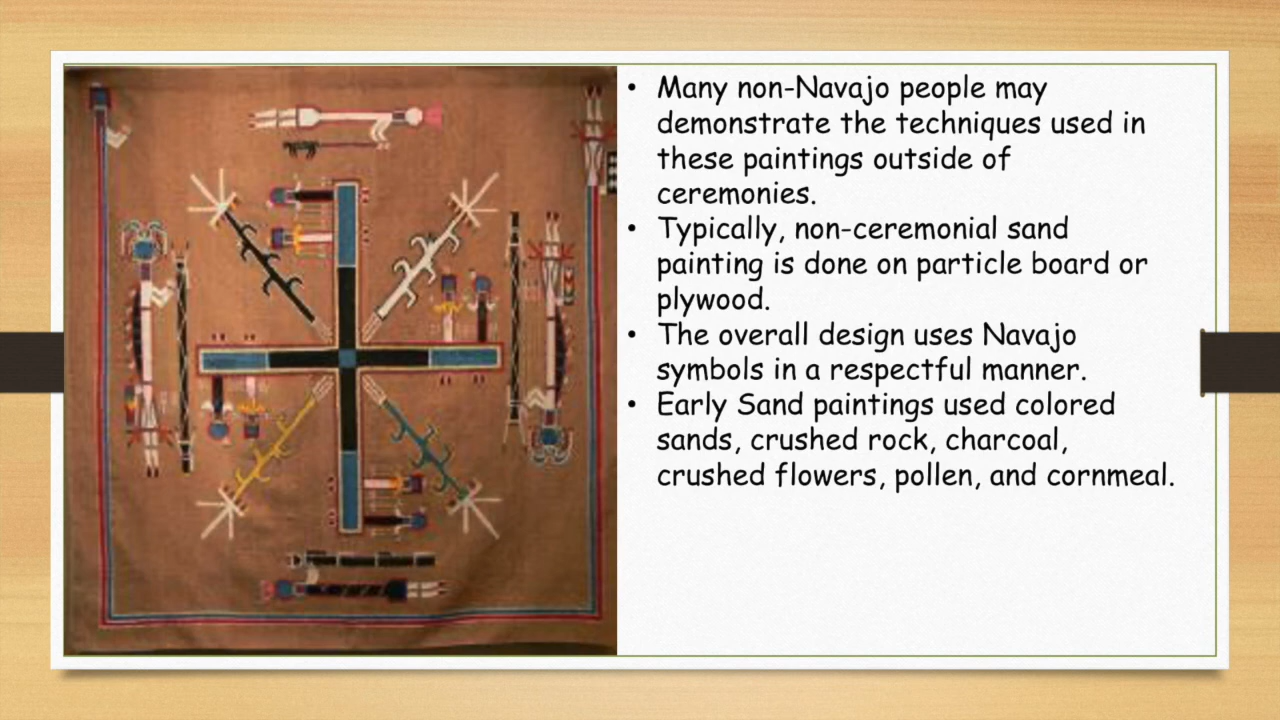 • Many non-Navajo people may
demonstrate the techniques used in
these paintings outside of
ceremonies.
• Typically, non-ceremonial sand
painting is done on particle board or
plywood.
• The overall design uses Navajo
symbols in a respectful manner.
• Early Sand paintings used colored
sands, crushed rock, charcoal,
crushed flowers, pollen, and cornmeal.